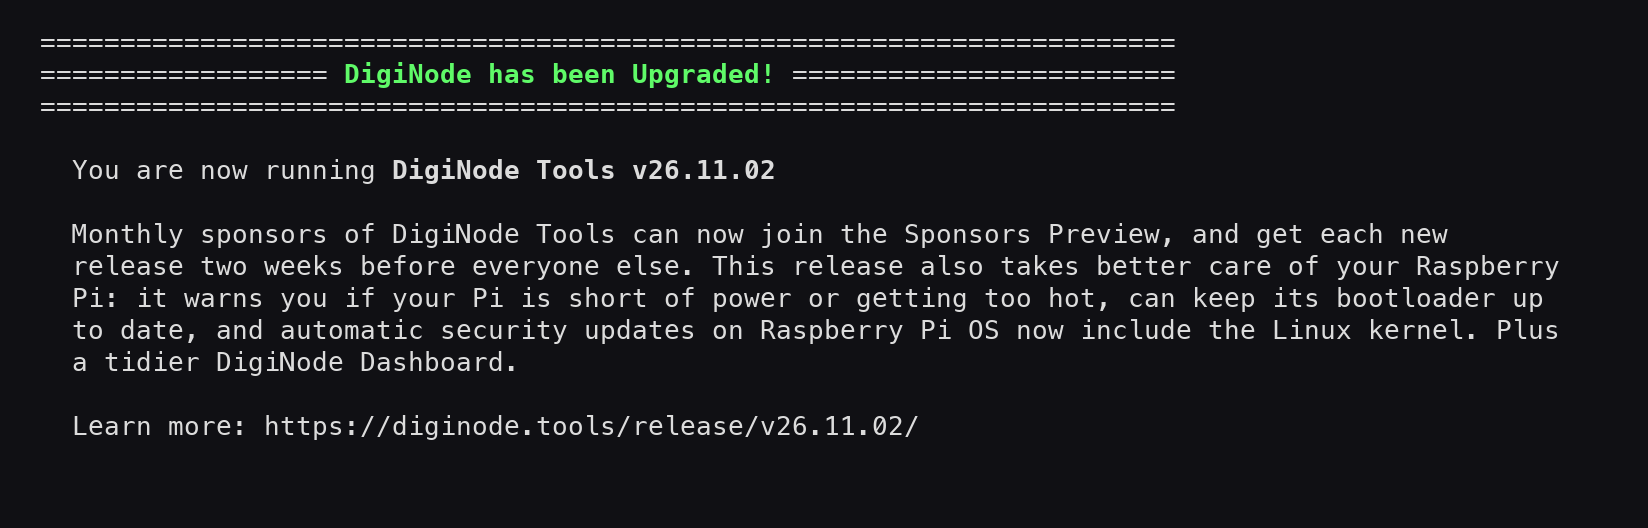 =======================================================================
================== DigiNode has been Upgraded! ========================
=======================================================================
You are now running DigiNode Tools v26.11.02
Monthly sponsors of DigiNode Tools can now join the Sponsors Preview, and get each new
release two weeks before everyone else. This release also takes better care of your Raspberry
Pi: it warns you if your Pi is short of power or getting too hot, can keep its bootloader up
to date, and automatic security updates on Raspberry Pi OS now include the Linux kernel. Plus
a tidier DigiNode Dashboard.
Learn more: https://diginode.tools/release/v26.11.02/